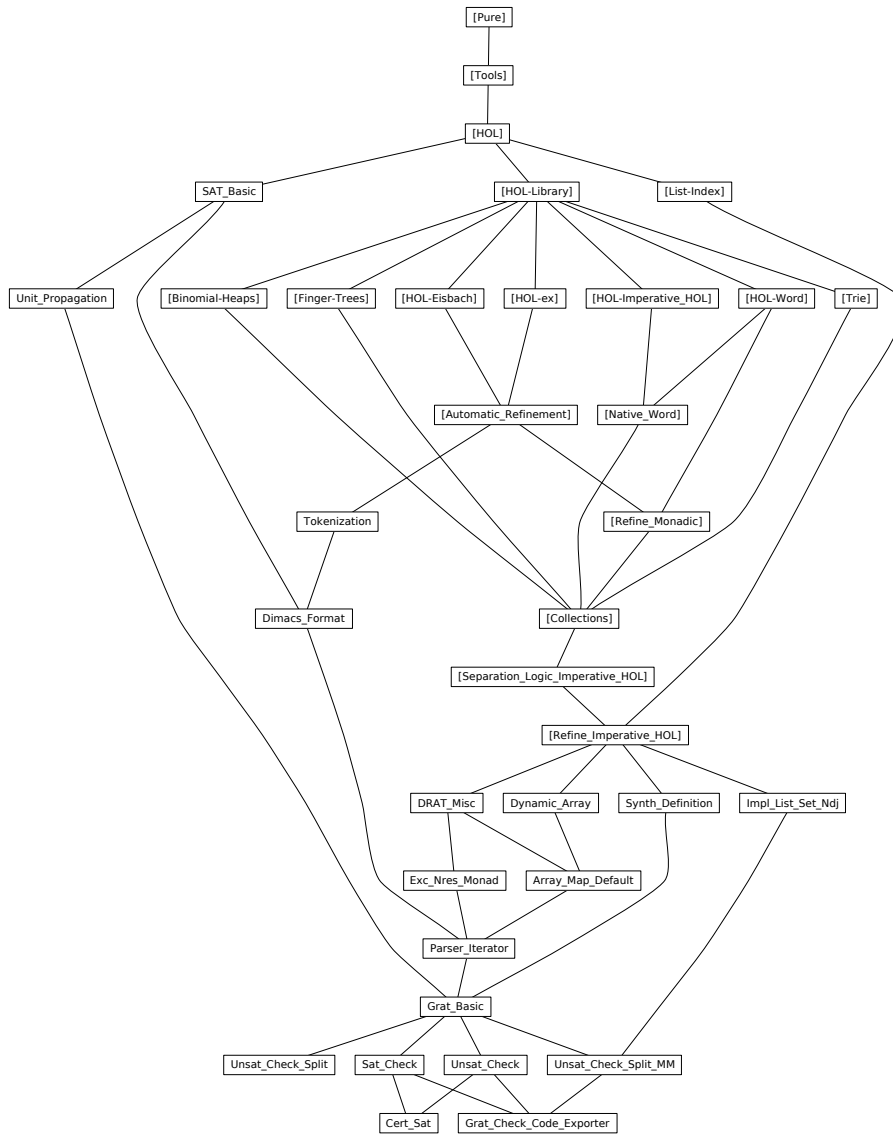 [Pure]
[Tools]
[HOL]
SAT_Basic [HOL-Library] [List-Index]
Unit_Propagation [Binomial-Heaps] [Finger-Trees] [HOL-Eisbach] [HOL-ex] [HOL-Imperative_HOL] [HOL-Word] [Trie]
[Automatic_Refinement] [Native_Word]
Tokenization [Refine_Monadic]
Dimacs_Format [Collections]
[Separation_Logic_Imperative_HOL]
[Refine_Imperative_HOL]
DRAT_Misc Dynamic_Array Synth_Definition Impl_List_Set_Ndj
Exc_Nres_Monad Array_Map_Default
Parser_Iterator
Grat_Basic
Unsat_Check_Split Sat_Check Unsat_Check Unsat_Check_Split_MM
Cert_Sat Grat_Check_Code_Exporter